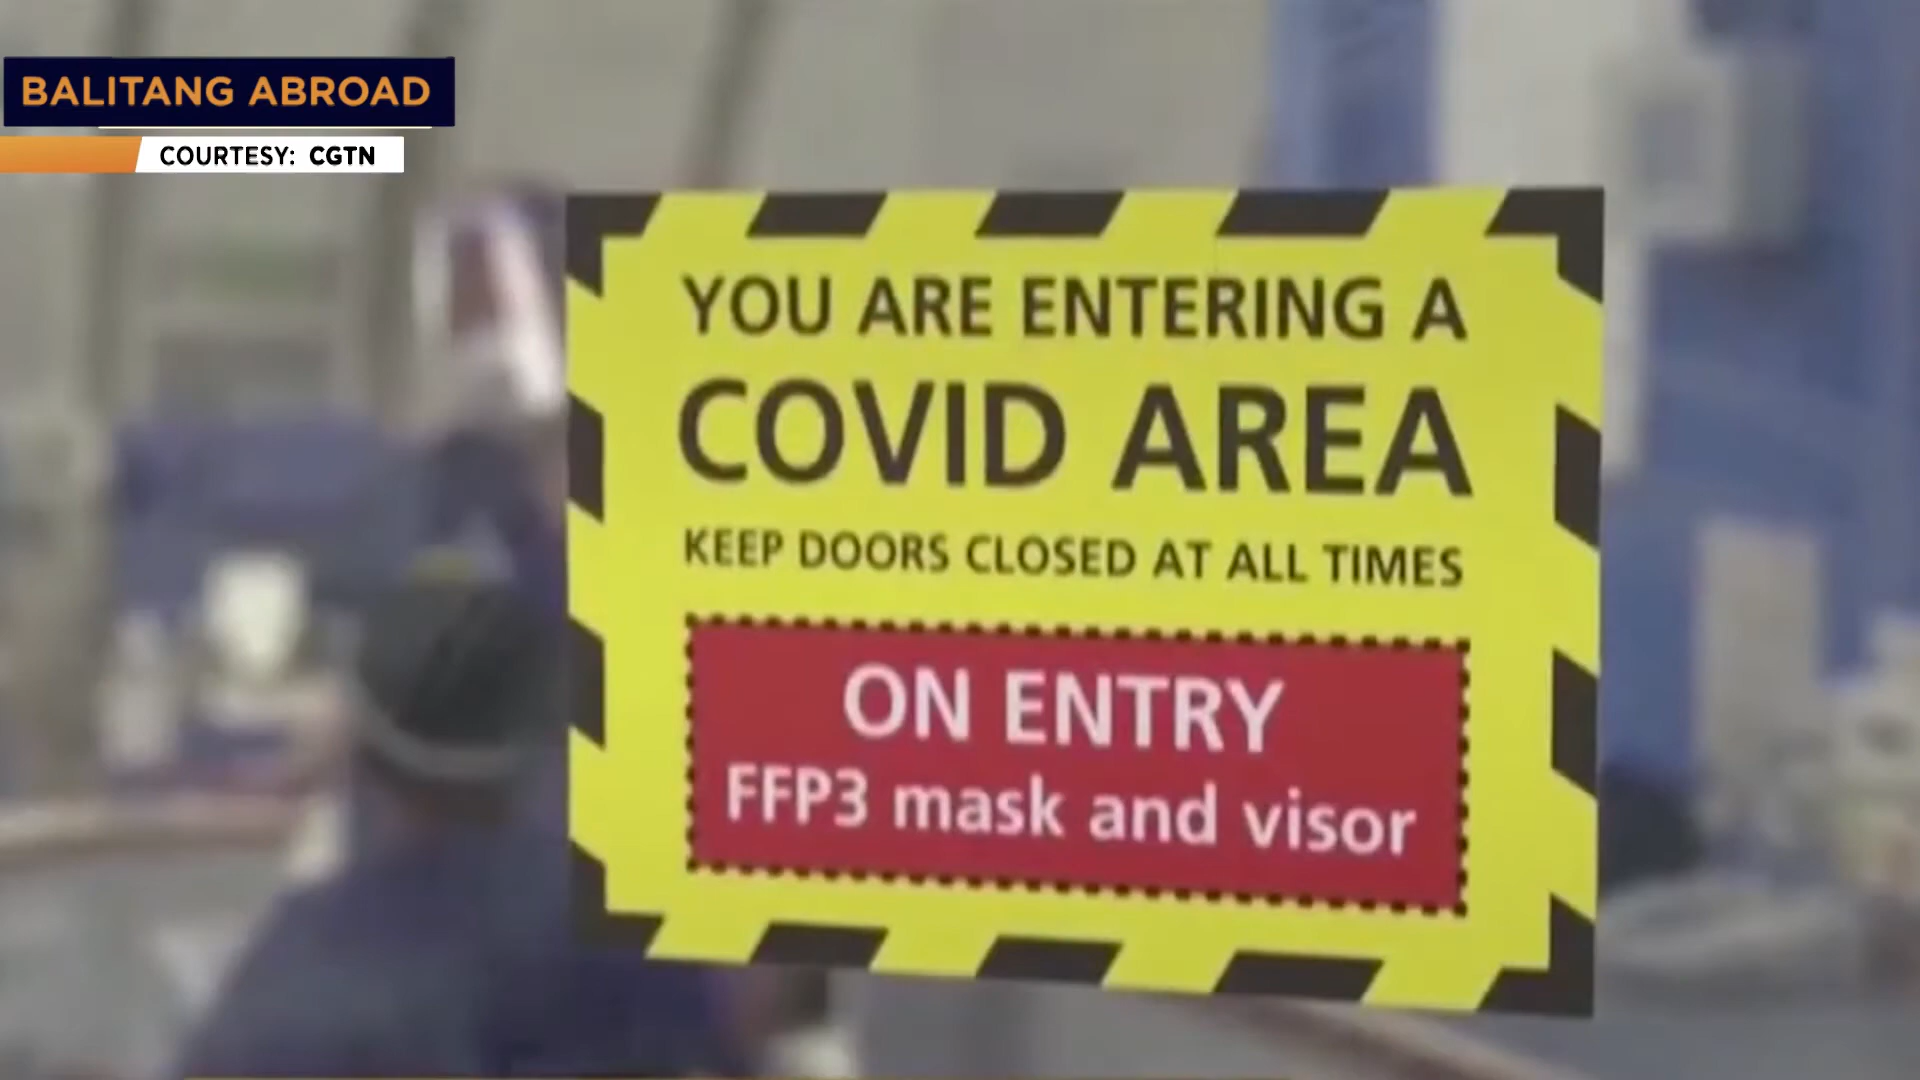 BALITANG ABROAD
COURTESY: CGTN
YOU ARE ENTERING A
COVID AREA
KEEP DOORS CLOSED AT ALL TIMES
ON ENTRY
FFP3 mask and visor